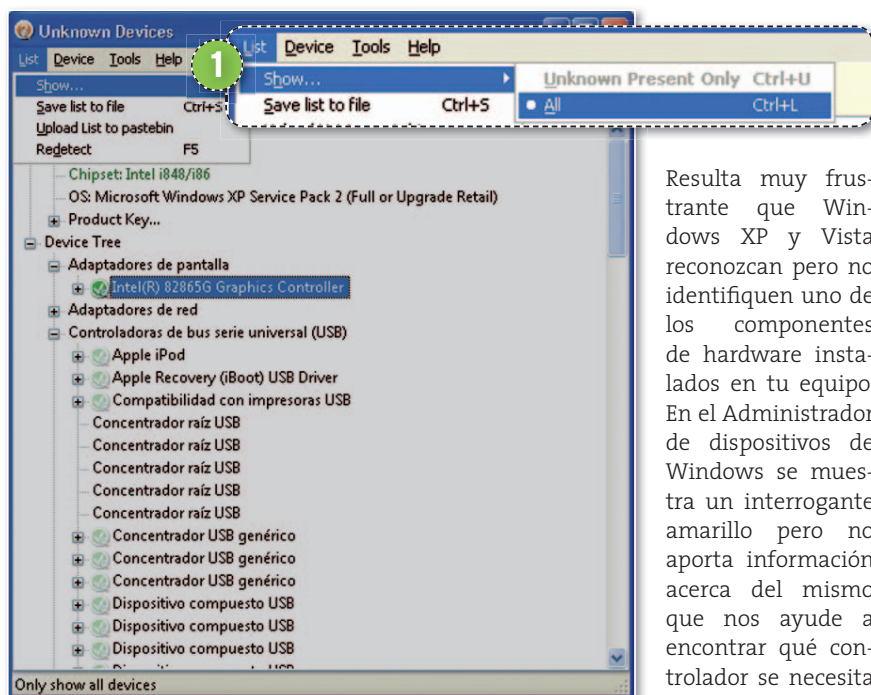 Unknown Devices
List Device Tools Help
Show...
Save list to file Ctrl+S
Upload List to pastebin
Redetect F5
1
List Device Tools Help
Show...
Save list to file Ctrl+S
Unknown Present Only Ctrl+U
All Ctrl+L
Chipset: Intel i848/i86
OS: Microsoft Windows XP Service Pack 2 (Full or Upgrade Retail)
Product Key...
Device Tree
Adaptadores de pantalla
Intel(R) 82865G Graphics Controller
Adaptadores de red
Controladoras de bus serie universal (USB)
Apple iPod
Apple Recovery (iBoot) USB Driver
Compatibilidad con impresoras USB
Concentrador raíz USB
Concentrador raíz USB
Concentrador raíz USB
Concentrador raíz USB
Concentrador raíz USB
Concentrador USB genérico
Concentrador USB genérico
Concentrador USB genérico
Dispositivo compuesto USB
Dispositivo compuesto USB
Dispositivo compuesto USB
Only show all devices
Resulta muy frus-
trante que Win-
dows XP y Vista
reconozcan pero no
identifiquen uno de
los componentes
de hardware insta-
lados en tu equipo
En el Administrador
de dispositivos de
Windows se mues-
tra un interrogante
amarillo pero no
aporta información
acerca del mismo
que nos ayude a
encontrar qué con-
trolador se necesita